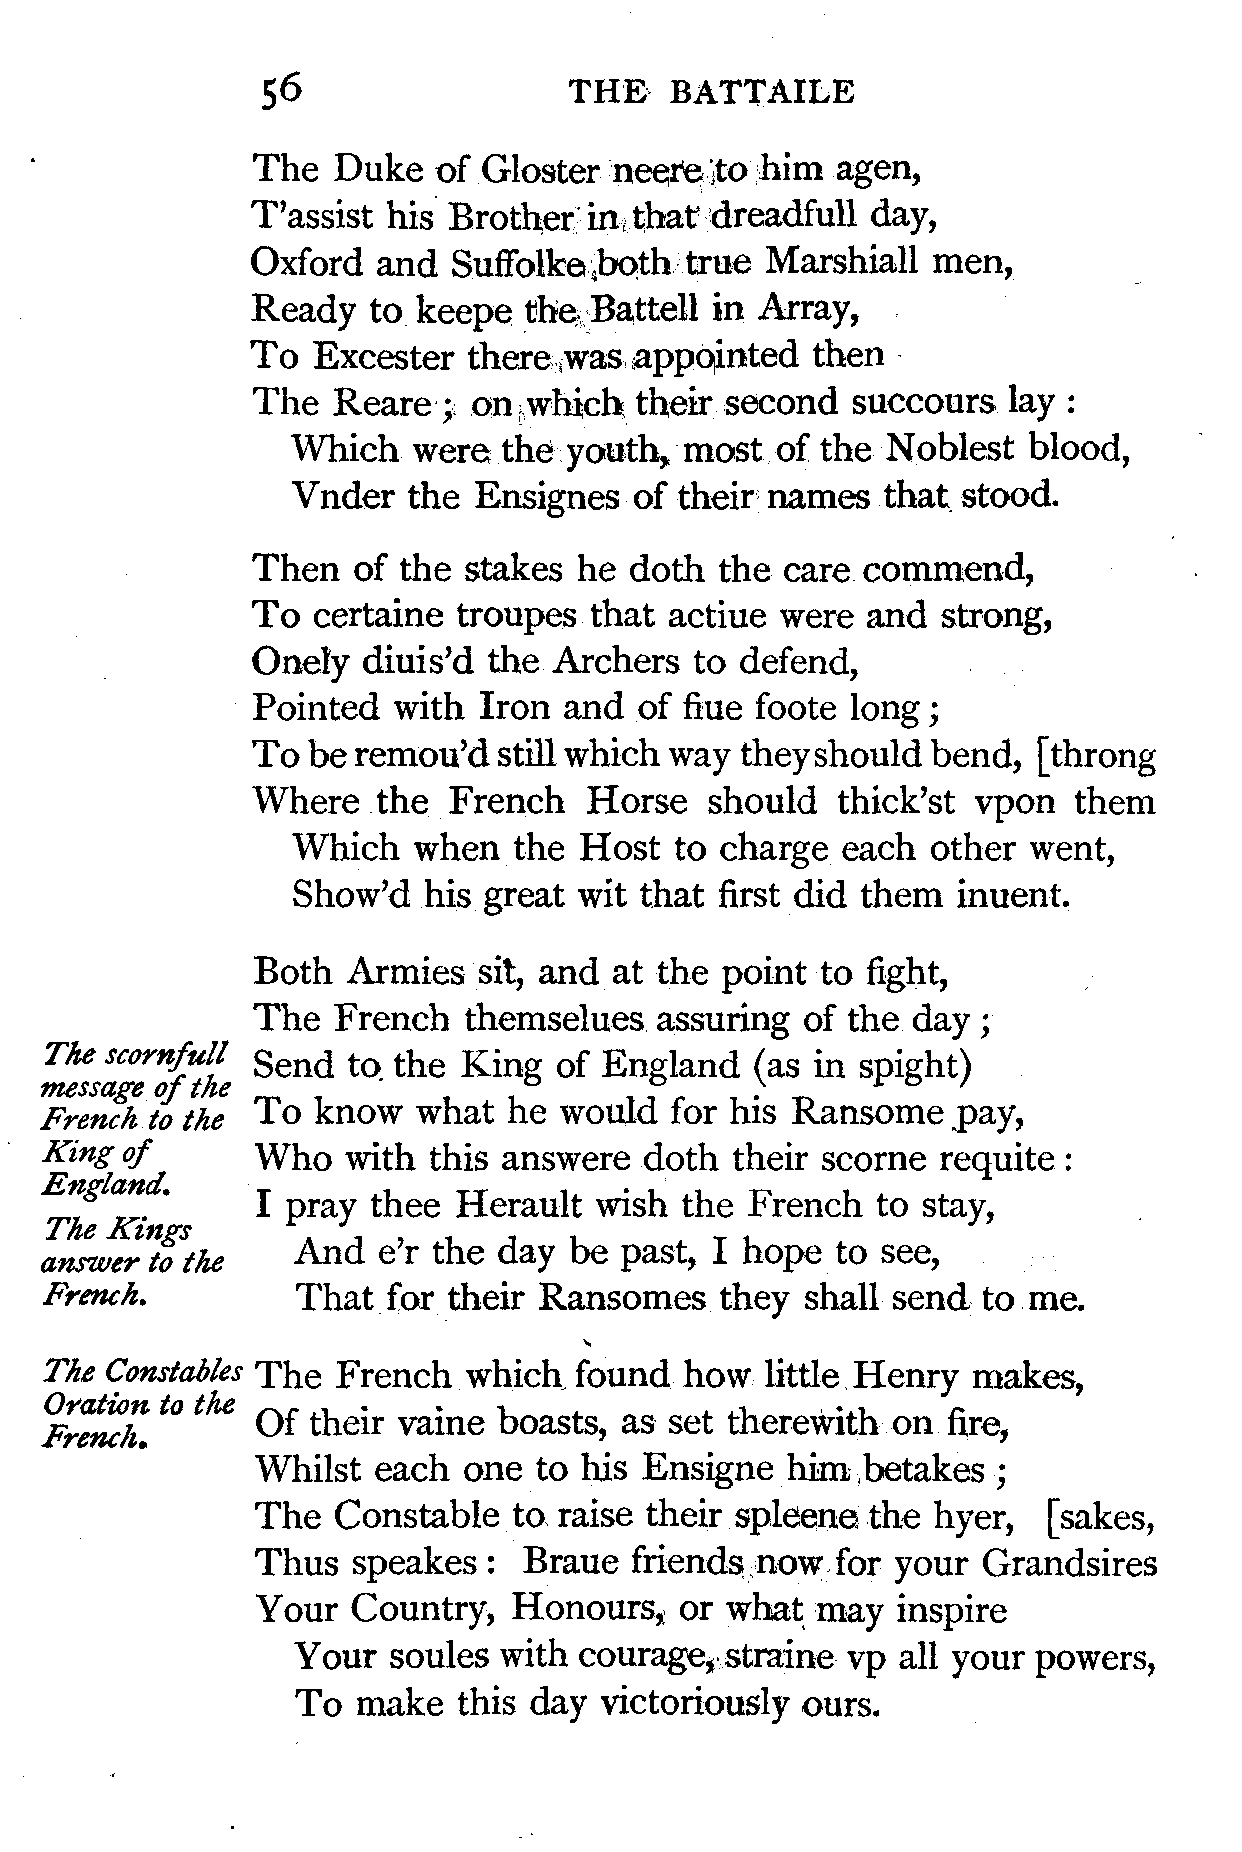 56 THE BATTAILE
The Duke of Gloster neere to him agen,
T'assist his Brother in that dreadfull day,
Oxford and Suffolke both true Marshiall men,
Ready to keepe the Battell in Array,
To Excester there was appointed then
The Reare ; on which their second succours lay :
Which were the youth, most of the Noblest blood,
Vnder the Ensignes of their names that stood.
Then of the stakes he doth the care commend,
To certaine troupes that actiue were and strong,
Onely diuis'd the Archers to defend,
Pointed with Iron and of fiue foote long ;
To be remou'd still which way they should bend, [throng
Where the French Horse should thick'st vpon them
Which when the Host to charge each other went,
Show'd his great wit that first did them inuent.
Both Armies sit, and at the point to fight,
The French themselues assuring of the day ;
Send to the King of England (as in spight)
To know what he would for his Ransome pay,
Who with this answere doth their scorne requite :
I pray thee Herault wish the French to stay,
And e'r the day be past, I hope to see,
That for their Ransomes they shall send to me.
The scornfull
message of the
French to the
King of
England.
The Kings
answer to the
French.
The French which found how little Henry makes,
Of their vaine boasts, as set therewith on fire,
Whilst each one to his Ensigne him betakes ;
The Constable to raise their spleene the hyer, [sakes,
Thus speakes : Braue friends now for your Grandsires
Your Country, Honours, or what may inspire
Your soules with courage, straine vp all your powers,
To make this day victoriously ours.
The Constables
Oration to the
French.